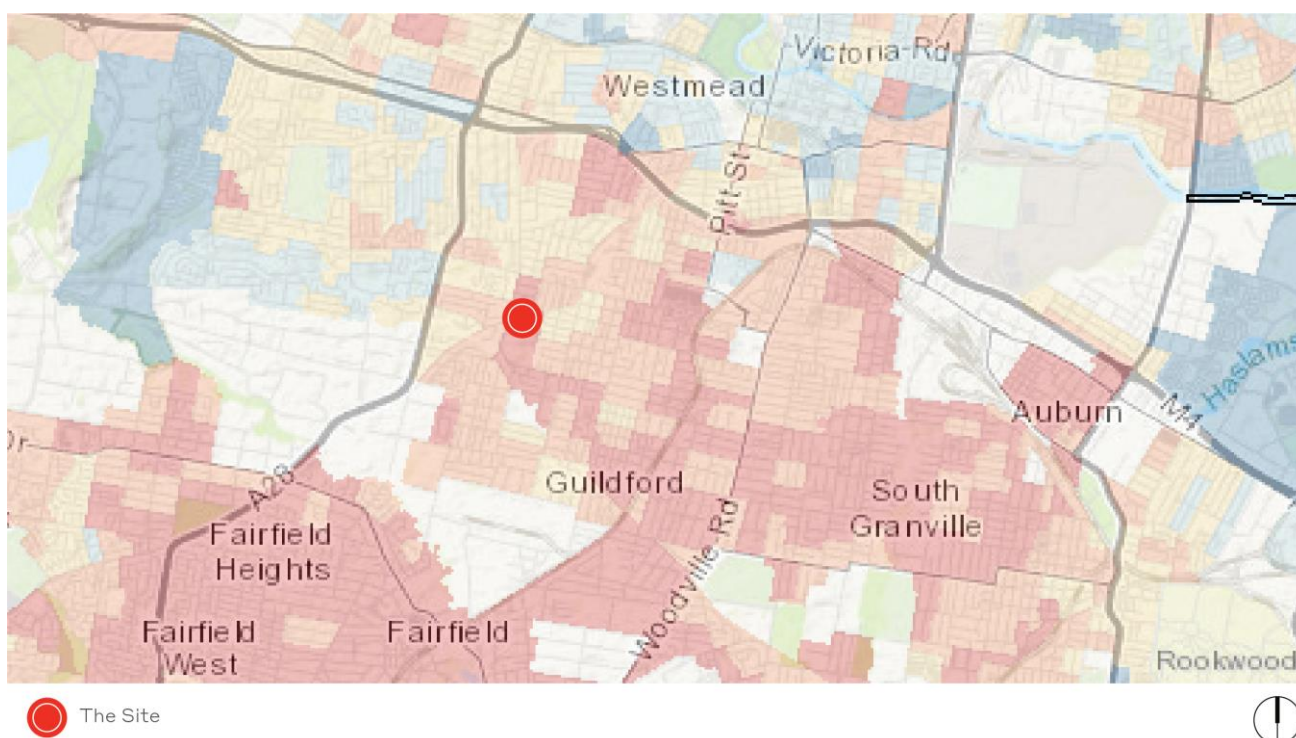 Victoria-Rd
Westmead
Pitt-St
Haslams
Auburn
M4
Dr
A28
Guildford
South
Granville
Fairfield
Heights
Woodville-Rd
Fairfield
West
Fairfield
Rookwood
The Site